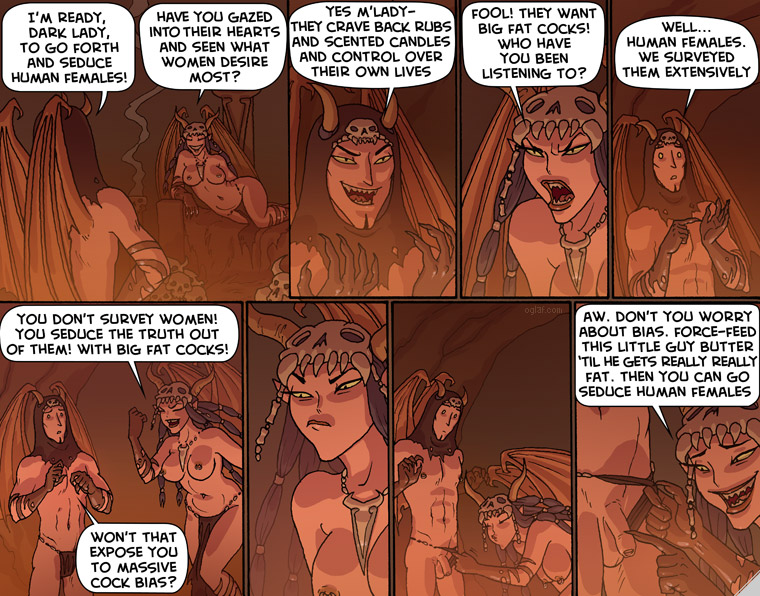 I'M READY,
DARK LADY,
TO GO FORTH
AND SEDUCE
HUMAN FEMALES!
HAVE YOU GAZED
INTO THEIR HEARTS
AND SEEN WHAT
WOMEN DESIRE
MOST?
YES M'LADY-
THEY CRAVE BACK RUBS
AND SCENTED CANDLES
AND CONTROL OVER
THEIR OWN LIVES
FOOL! THEY WANT
BIG FAT COCKS!
WHO HAVE
YOU BEEN
LISTENING TO?
WELL...
HUMAN FEMALES.
WE SURVEYED
THEM EXTENSIVELY
YOU DON'T SURVEY WOMEN!
YOU SEDUCE THE TRUTH OUT
OF THEM! WITH BIG FAT COCKS!
WON'T THAT
EXPOSE YOU
TO MASSIVE
COCK BIAS?
oglaf.com
AW. DON'T YOU WORRY
ABOUT BIAS. FORCE-FEED
THIS LITTLE GUY BUTTER
'TIL HE GETS REALLY REALLY
FAT. THEN YOU CAN GO
SEDUCE HUMAN FEMALES